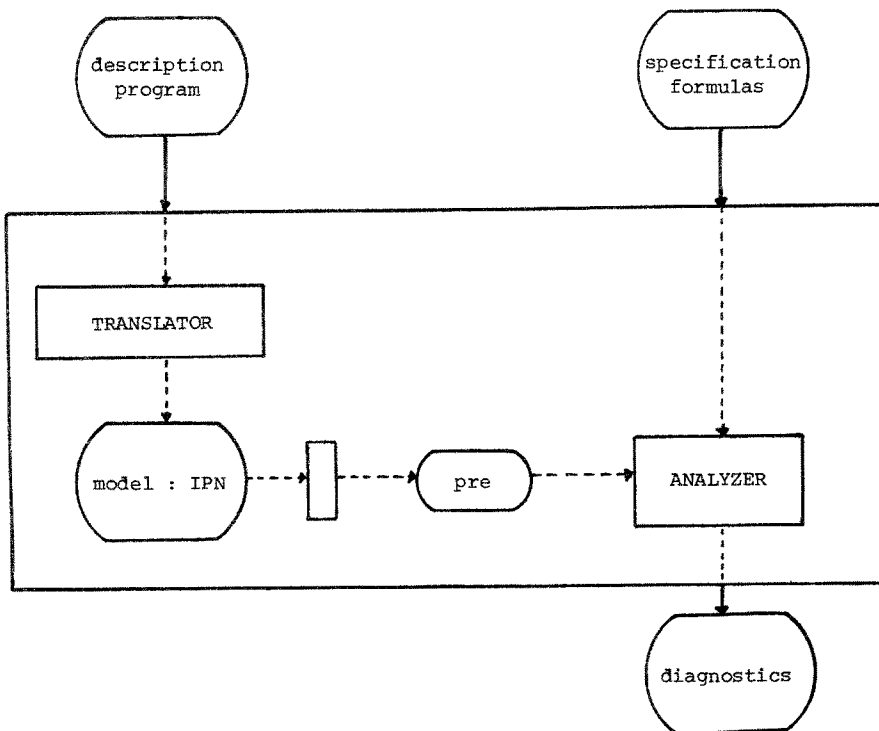 description
program
specification
formulas
TRANSLATOR
model : IPN
pre
ANALYZER
diagnostics